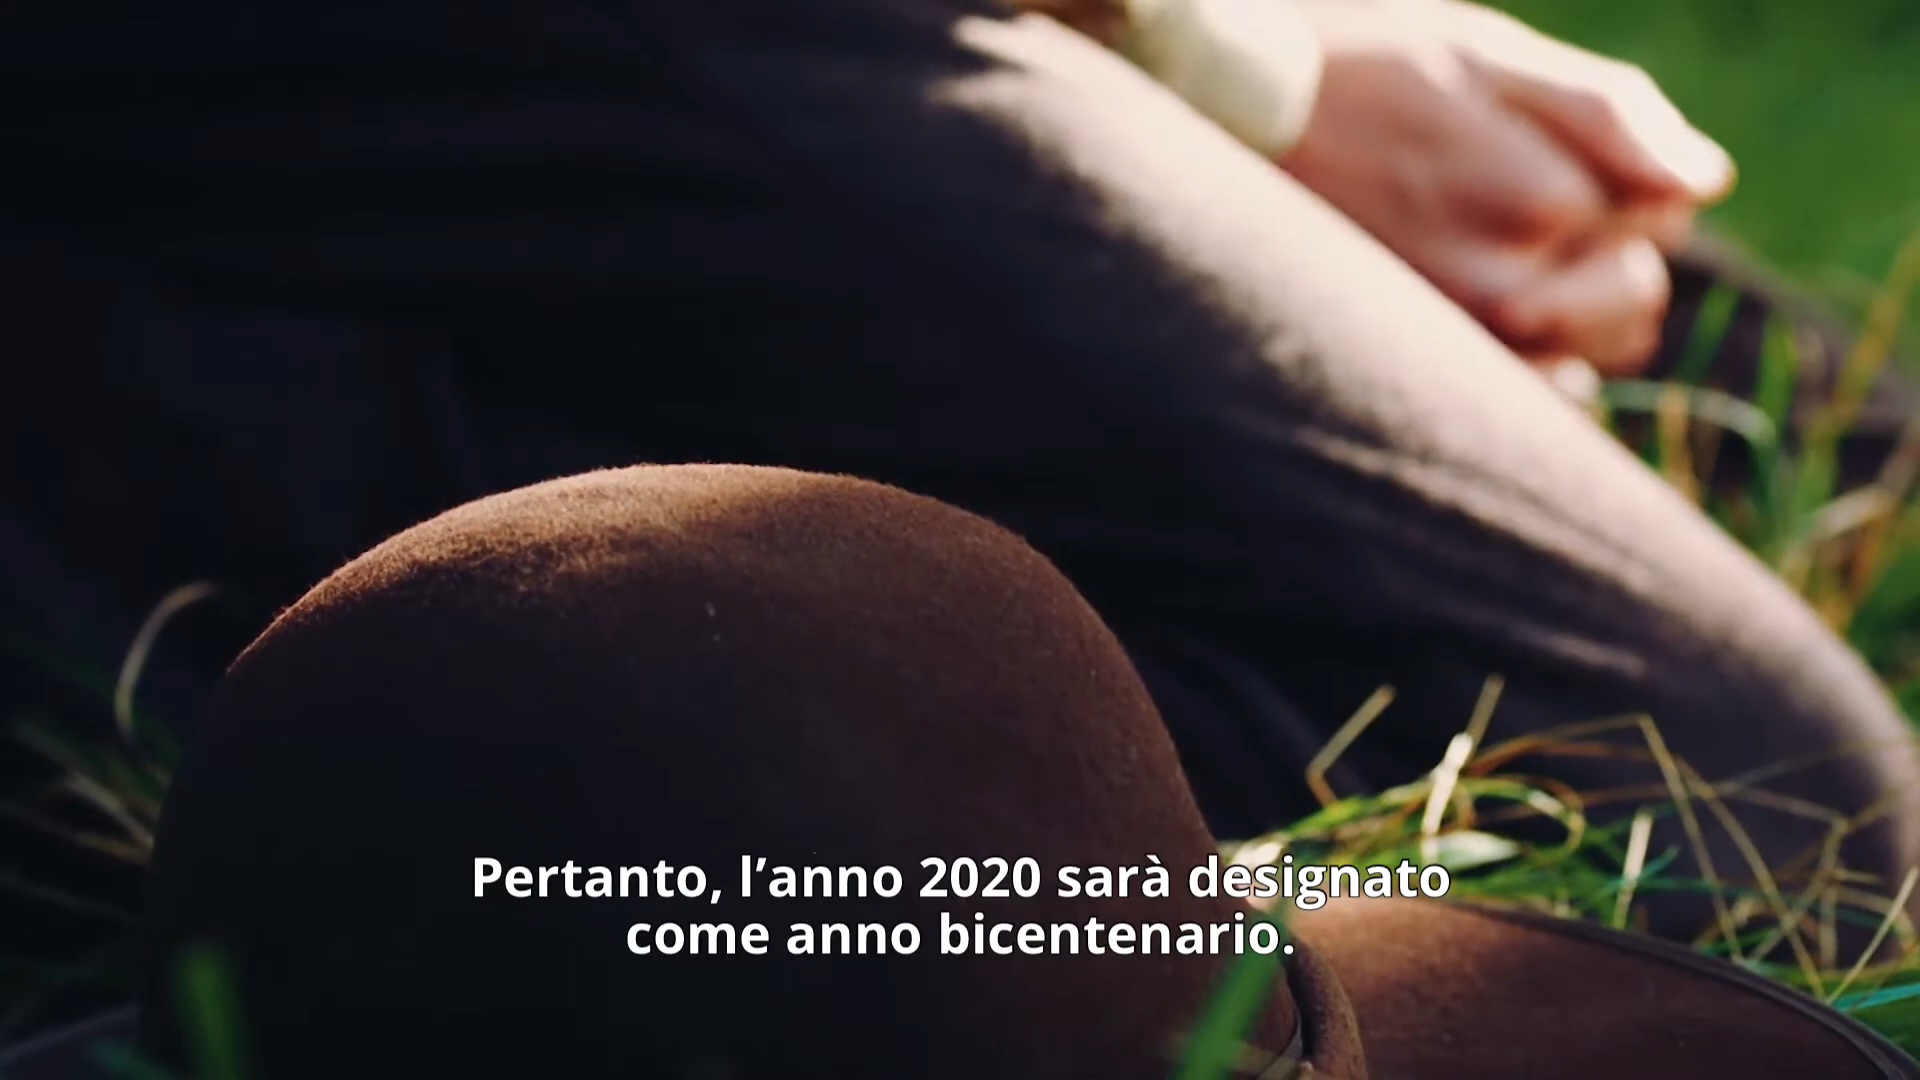 Pertanto, l’anno 2020 sarà designato
come anno bicentenario.